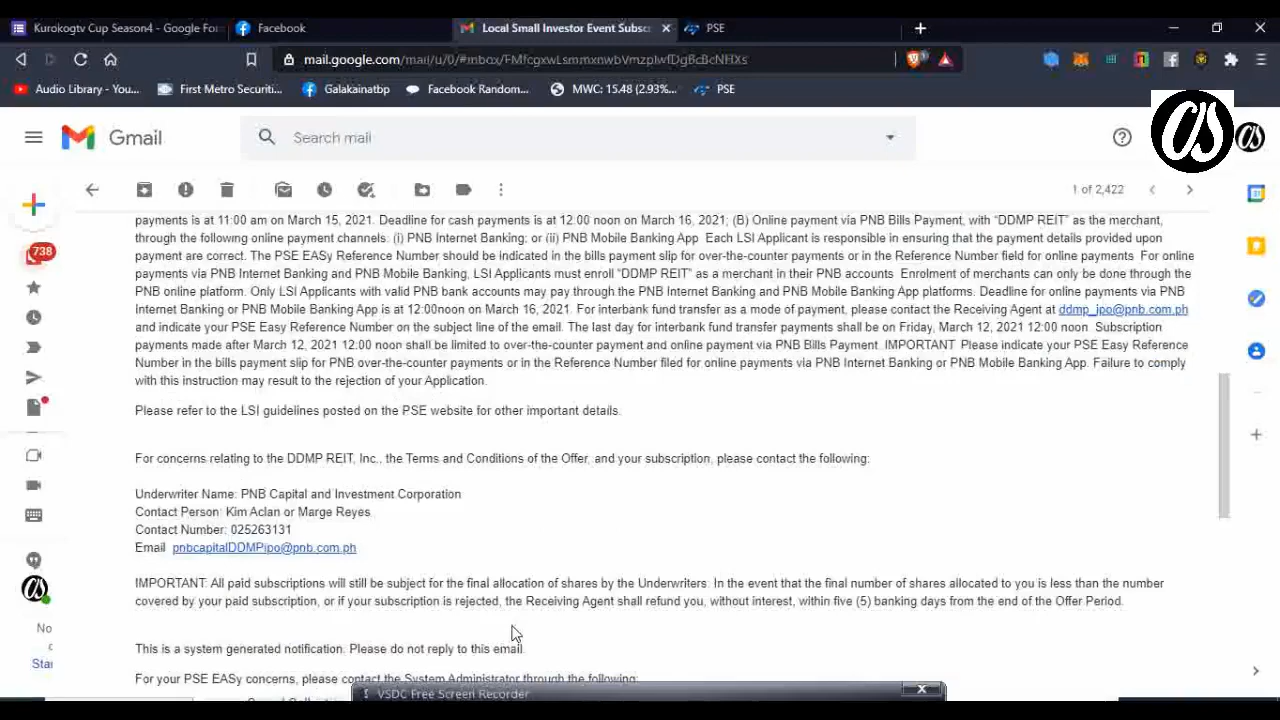 Kurokogtv Cup Season4 - Google For
Facebook
Local Small Investor Event Subsc
PSE
mail.google.com/mail/u/0/#inbox/FMfcgxwLsmmxnwbVmzplwfDgBcBcNHXs
Audio Library - You...
First Metro Securiti...
Galakainatbp
Facebook Random...
MWC: 15.48 (2.93%...
PSE
Gmail
Search mail
1 of 2,422
738
payments is at 11:00 am on March 15, 2021. Deadline for cash payments is at 12:00 noon on March 16, 2021; (B) Online payment via PNB Bills Payment, with “DDMP REIT” as the merchant,
through the following online payment channels: (i) PNB Internet Banking; or (ii) PNB Mobile Banking App. Each LSI Applicant is responsible in ensuring that the payment details provided upon
payment are correct. The PSE EASy Reference Number should be indicated in the bills payment slip for over-the-counter payments or in the Reference Number field for online payments. For online
payments via PNB Internet Banking and PNB Mobile Banking, LSI Applicants must enroll “DDMP REIT” as a merchant in their PNB accounts. Enrolment of merchants can only be done through the
PNB online platform. Only LSI Applicants with valid PNB bank accounts may pay through the PNB Internet Banking and PNB Mobile Banking App platforms. Deadline for online payments via PNB
Internet Banking or PNB Mobile Banking App is at 12:00noon on March 16, 2021. For interbank fund transfer as a mode of payment, please contact the Receiving Agent at ddmp_ipo@pnb.com.ph
and indicate your PSE Easy Reference Number on the subject line of the email. The last day for interbank fund transfer payments shall be on Friday, March 12, 2021 12:00 noon. Subscription
payments made after March 12, 2021 12:00 noon shall be limited to over-the-counter payment and online payment via PNB Bills Payment. IMPORTANT: Please indicate your PSE Easy Reference
Number in the bills payment slip for PNB over-the-counter payments or in the Reference Number filed for online payments via PNB Internet Banking or PNB Mobile Banking App. Failure to comply
with this instruction may result to the rejection of your Application.
Please refer to the LSI guidelines posted on the PSE website for other important details.
For concerns relating to the DDMP REIT, Inc., the Terms and Conditions of the Offer, and your subscription, please contact the following:
Underwriter Name: PNB Capital and Investment Corporation
Contact Person: Kim Aclan or Marge Reyes
Contact Number: 025263131
Email: pnbcapitalDDMPipo@pnb.com.ph
IMPORTANT: All paid subscriptions will still be subject for the final allocation of shares by the Underwriters. In the event that the final number of shares allocated to you is less than the number
covered by your paid subscription, or if your subscription is rejected, the Receiving Agent shall refund you, without interest, within five (5) banking days from the end of the Offer Period.
This is a system generated notification. Please do not reply to this email.
For your PSE EASy concerns, please contact the System Administrator through the following:
No
Star
VSDC Free Screen Recorder